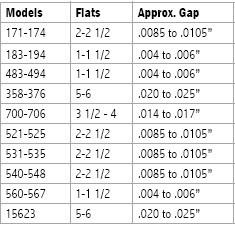 Models Flats Approx. Gap
171-174 2-2 1/2 .0085 to .0105"
183-194 1-1 1/2 .004 to .006"
483-494 1-1 1/2 .004 to .006"
358-376 5-6 .020 to .025"
700-706 3 1/2 - 4 .014 to .017"
521-525 2-2 1/2 .0085 to .0105"
531-535 2-2 1/2 .0085 to .0105"
540-548 2-2 1/2 .0085 to .0105"
560-567 1-1 1/2 .004 to .006"
15623 5-6 .020 to .025"